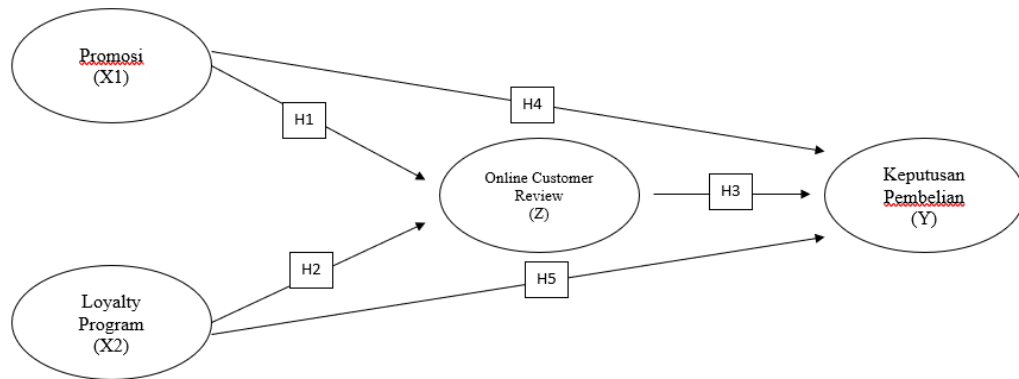 Promosi
(X1)
H4
H1
Online Customer
Review
(Z)
H3
Keputusan
Pembelian
(Y)
H2
H5
Loyalty
Program
(X2)